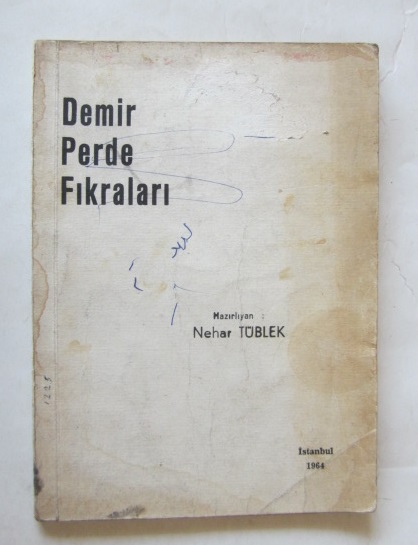 Demir
Perde
Fıkraları
Hazırlıyan :
Nehar TÜBLEK
İstanbul
1964